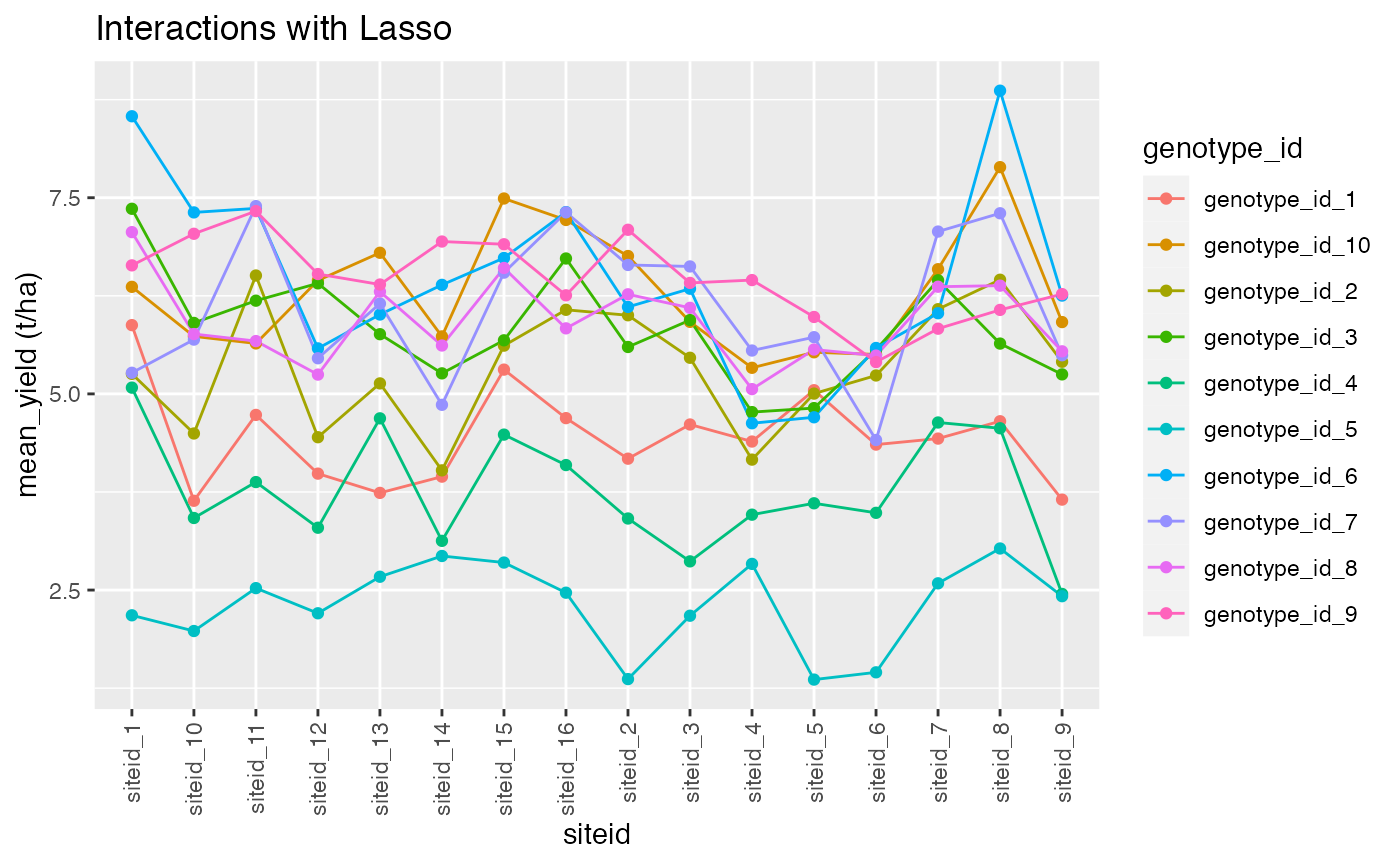 Interactions with Lasso
mean_yield (t/ha)
7.5
5.0
2.5
siteid_1
siteid_10
siteid_11
siteid_12
siteid_13
siteid_14
siteid_15
siteid_16
siteid_2
siteid_3
siteid_4
siteid_5
siteid_6
siteid_7
siteid_8
siteid_9
siteid
genotype_id
genotype_id_1
genotype_id_10
genotype_id_2
genotype_id_3
genotype_id_4
genotype_id_5
genotype_id_6
genotype_id_7
genotype_id_8
genotype_id_9